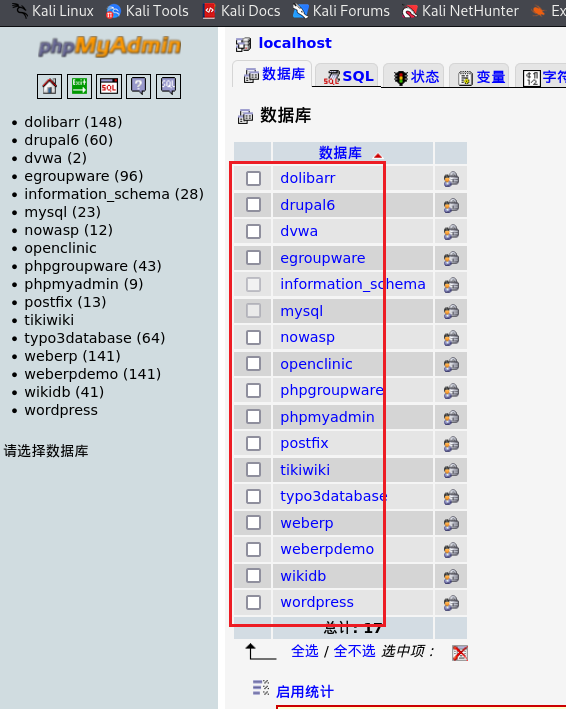 Kali Linux Kali Tools Kali Docs Kali Forums Kali NetHunter Ex
phpMyAdmin
Exit
SQL
?
SQL
dolibarr (148)
drupal6 (60)
dvwa (2)
egroupware (96)
information_schema (28)
mysql (23)
nowasp (12)
openclinic
phpgroupware (43)
phpmyadmin (9)
postfix (13)
tikiwiki
typo3database (64)
weberp (141)
weberpdemo (141)
wikidb (41)
wordpress
请选择数据库
localhost
数据库 SQL 状态 变量 字符
数据库
数据库
dolibarr
drupal6
dvwa
egroupware
information_schema
mysql
nowasp
openclinic
phpgroupware
phpmyadmin
postfix
tikiwiki
typo3database
weberp
weberpdemo
wikidb
wordpress
总计: 17
全选 / 全不选 选中项：
启用统计